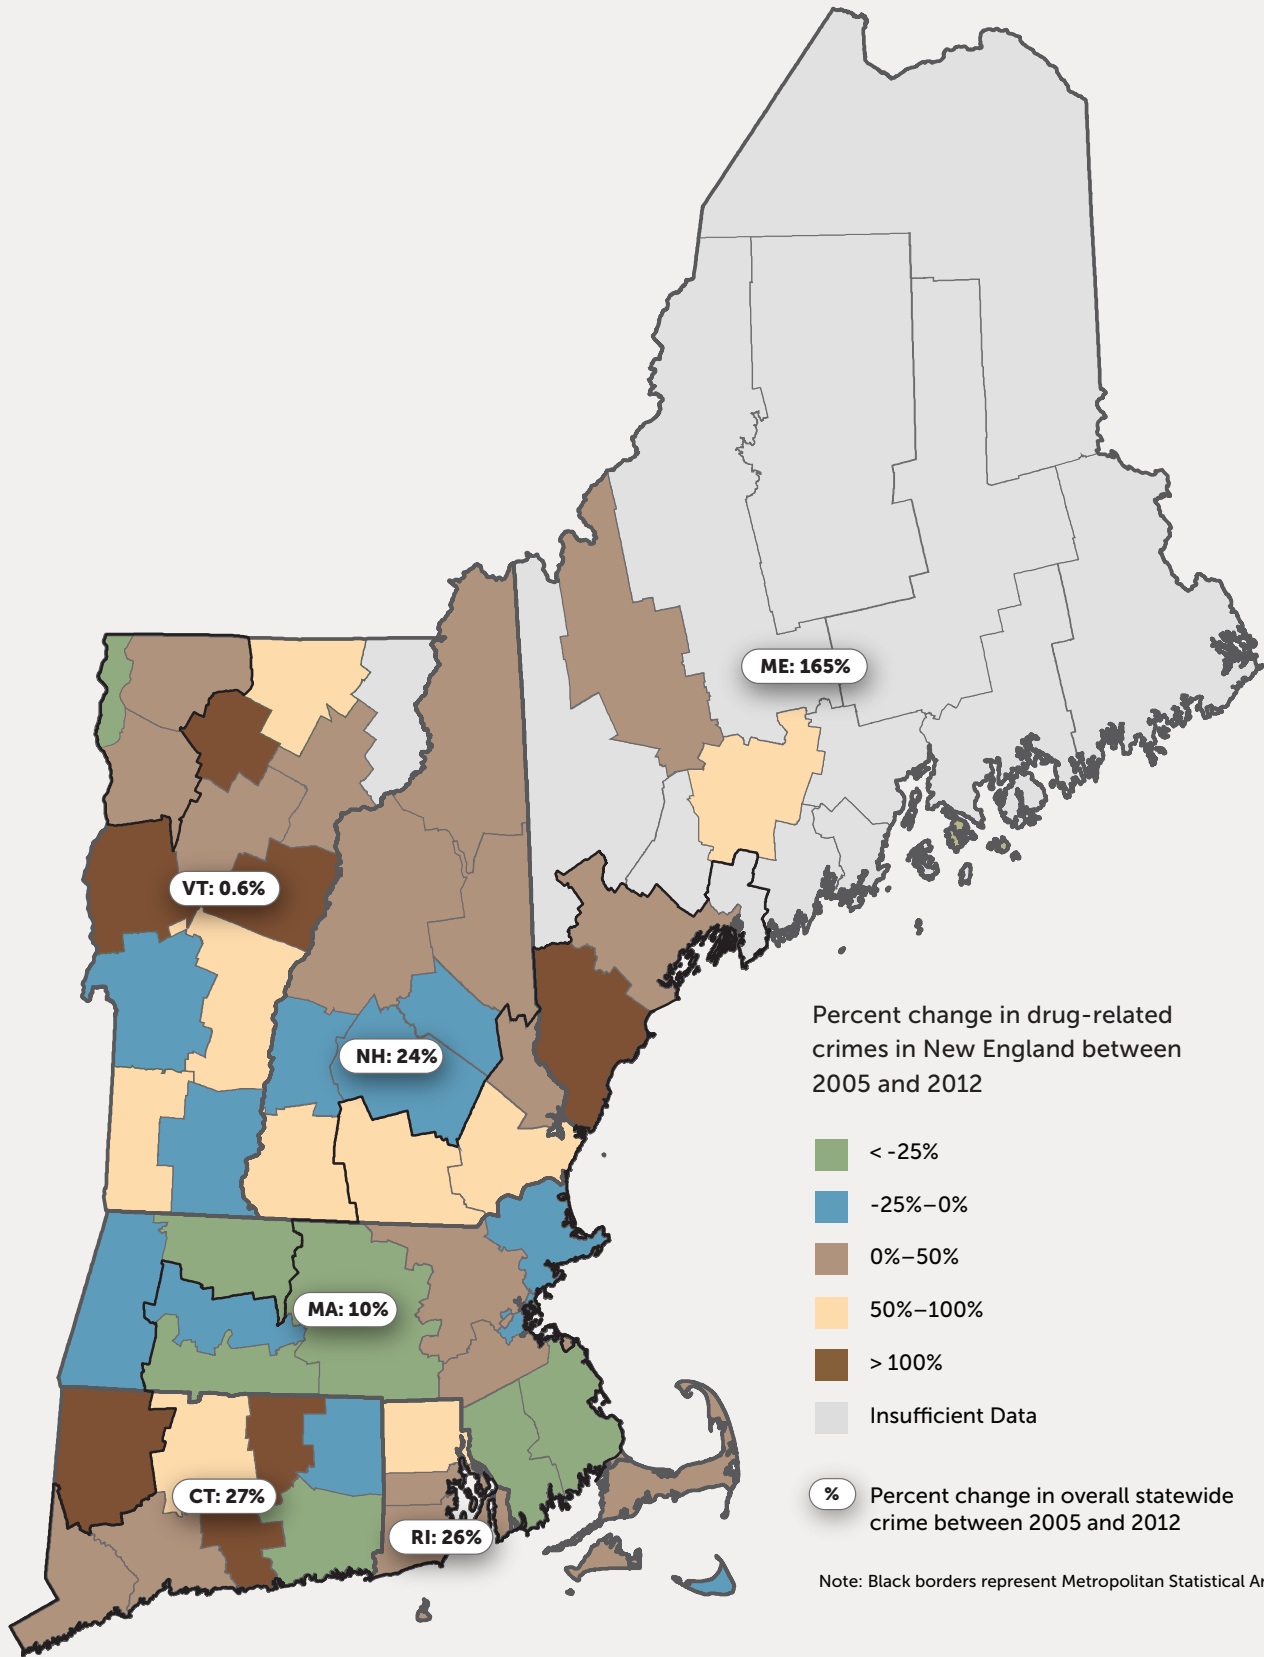 ME: 165%
VT: 0.6%
NH: 24%
MA: 10%
CT: 27%
RI: 26%
Percent change in drug-related
crimes in New England between
2005 and 2012
< -25%
-25%–0%
0%–50%
50%–100%
> 100%
Insufficient Data
% Percent change in overall statewide
crime between 2005 and 2012
Note: Black borders represent Metropolitan Statistical Ar